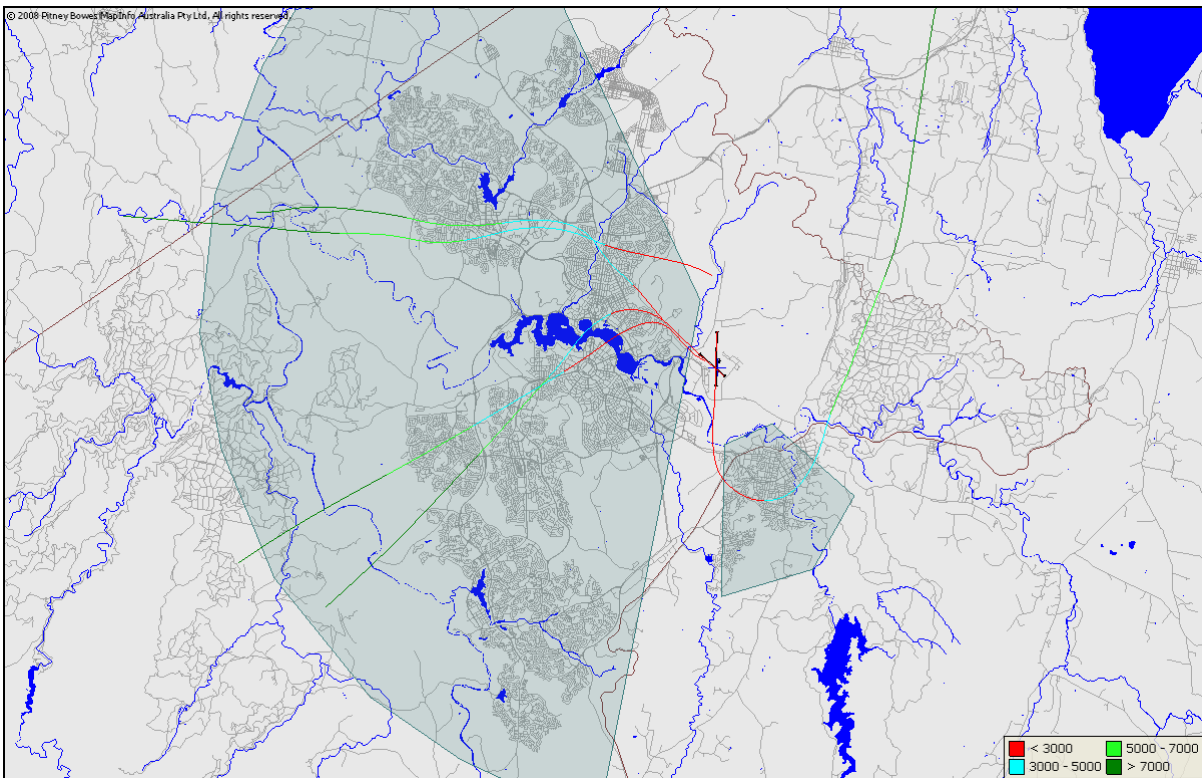 © 2008 Pitney Bowes MapInfo Australia Pty Ltd. All rights reserved.
< 3000 5000 - 7000
3000 - 5000 > 7000